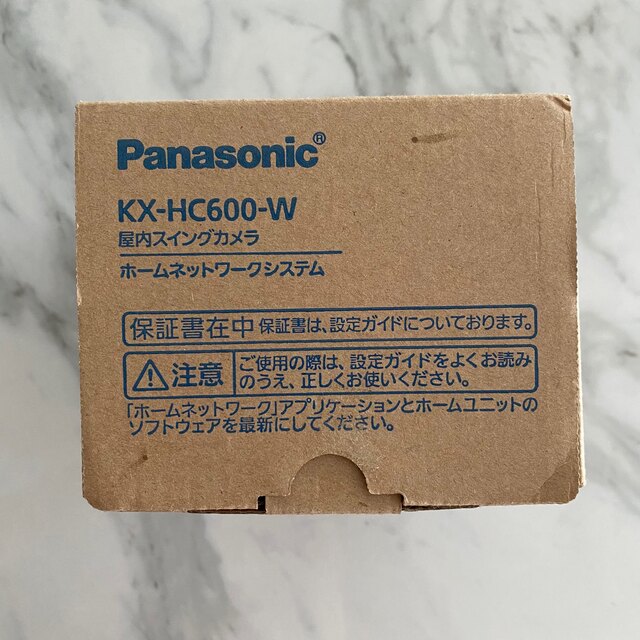 Panasonic®
KX-HC600-W
屋内スイングカメラ
ホームネットワークシステム
保証書在中 保証書は、設定ガイドについております。
注意 ご使用の際は、設定ガイドをよくお読み
のうえ、正しくお使いください。
「ホームネットワーク」アプリケーションとホームユニットの
ソフトウェアを最新にしてください。